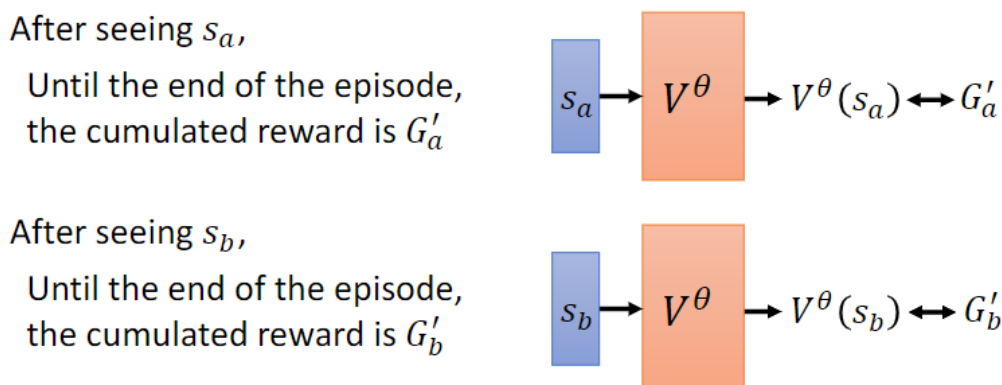 After seeing s_a,
Until the end of the episode,
the cumulated reward is G'_a
s_a V^θ V^θ(s_a) G'_a
After seeing s_b,
Until the end of the episode,
the cumulated reward is G'_b
s_b V^θ V^θ(s_b) G'_b